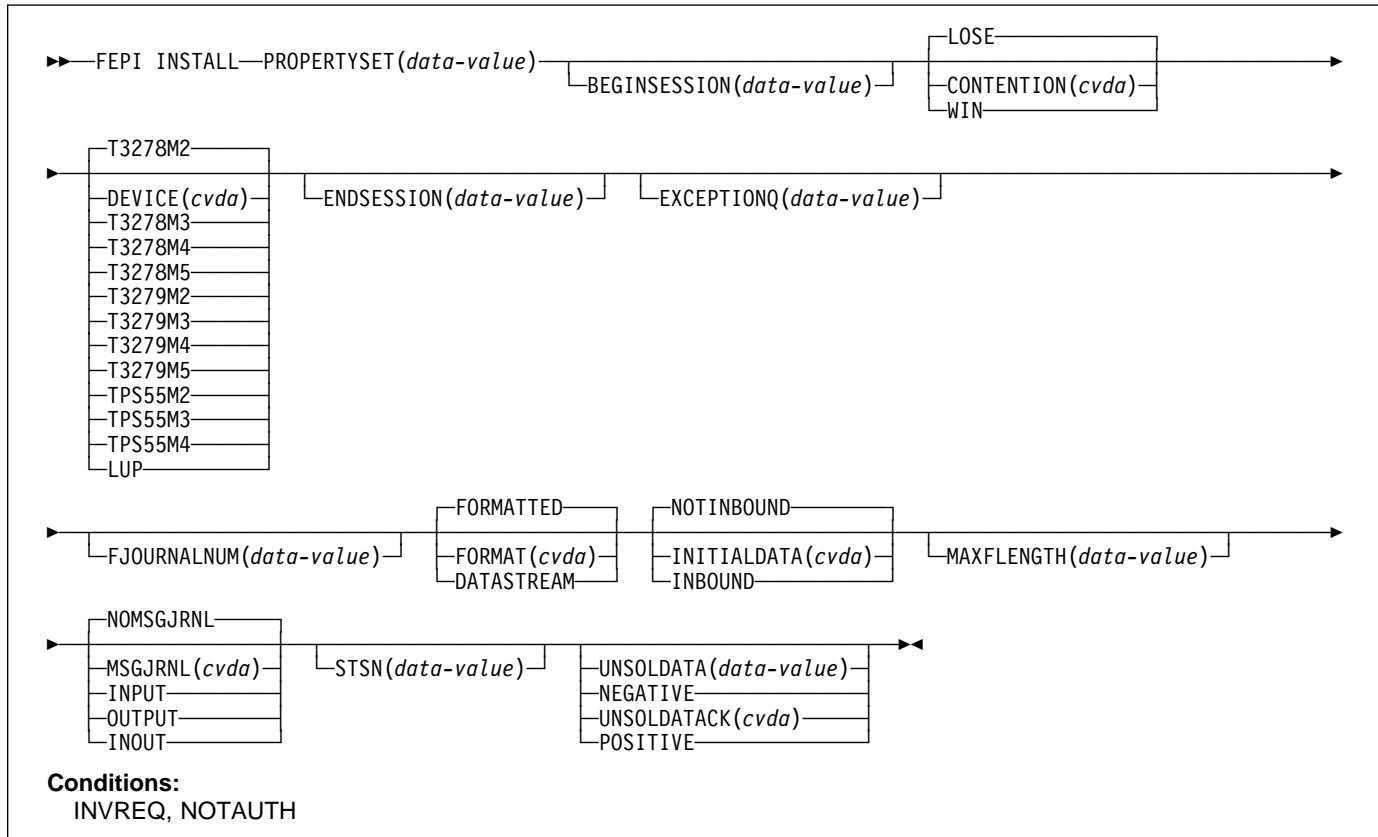 LOSE
FEPI INSTALL PROPERTYSET(data-value)
BEGINSESSION(data-value) CONTENTION(cvda)
WIN
T3278M2
DEVICE(cvda) ENDSESSION(data-value) EXCEPTIONQ(data-value)
T3278M3
T3278M4
T3278M5
T3279M2
T3279M3
T3279M4
T3279M5
TPS55M2
TPS55M3
TPS55M4
LUP
FORMATTED NOTINBOUND
FJOURNALNUM(data-value) FORMAT(cvda) INITIALDATA(cvda) MAXFLENGTH(data-value)
DATASTREAM INBOUND
NOMSGJRNL
MSGJRNL(cvda) STSN(data-value) UNSOLDATA(data-value)
INPUT NEGATIVE
OUTPUT UNSOLDATACK(cvda)
INOUT POSITIVE
Conditions:
INVREQ, NOTAUTH